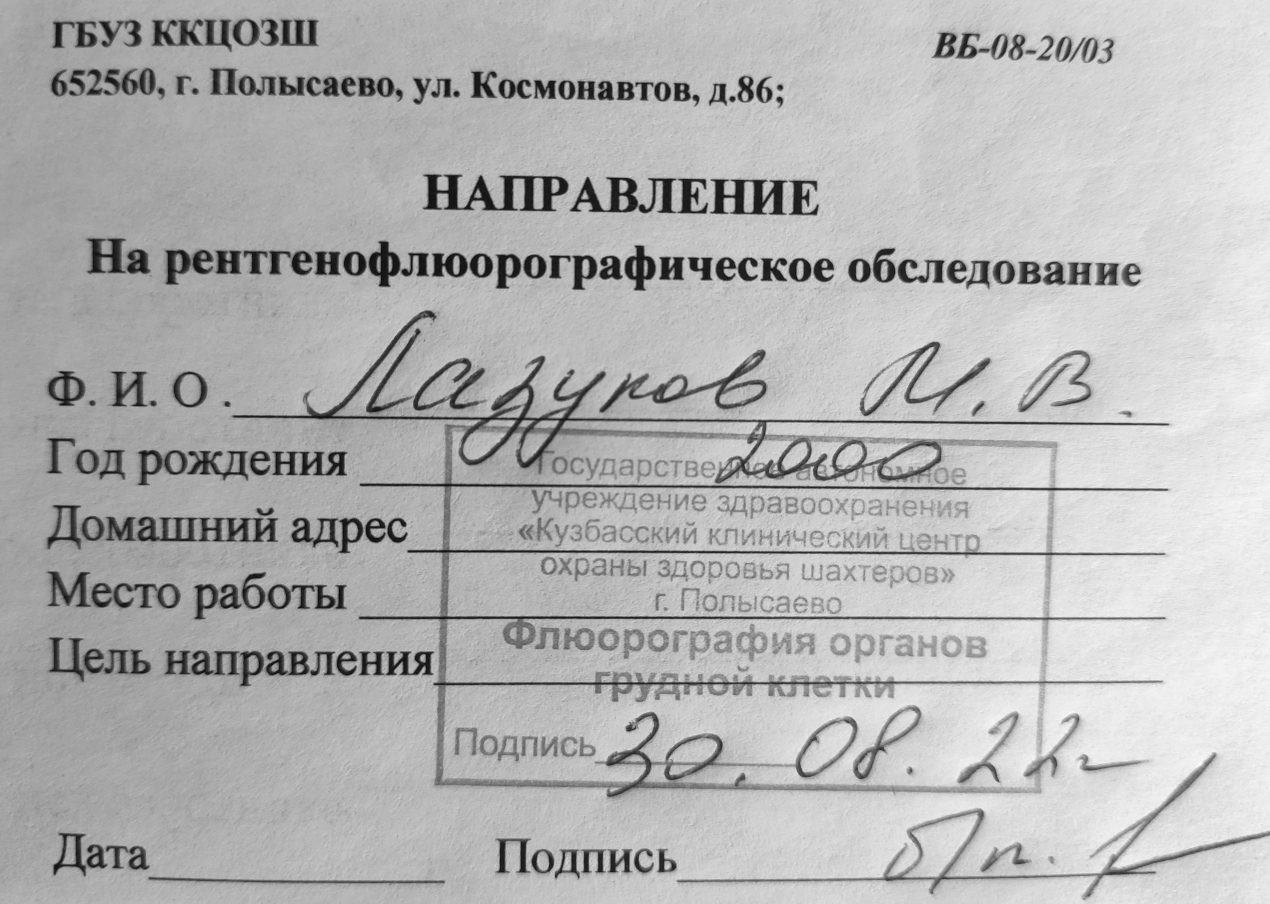 ГБУЗ ККЦОЗШ
ВБ-08-20/03
652560, г. Полысаево, ул. Космонавтов, д.86;
НАПРАВЛЕНИЕ
На рентгенофлюорографическое обследование
Ф. И. О . Лазуков И. В.
Год рождения 2000
Домашний адрес
Место работы
Цель направления
Государственное автономное
учреждение здравоохранения
«Кузбасский клинический центр
охраны здоровья шахтеров»
г. Полысаево
Флюорография органов
грудной клетки
Подпись 30. 08. 22г
Дата Подпись б/п.